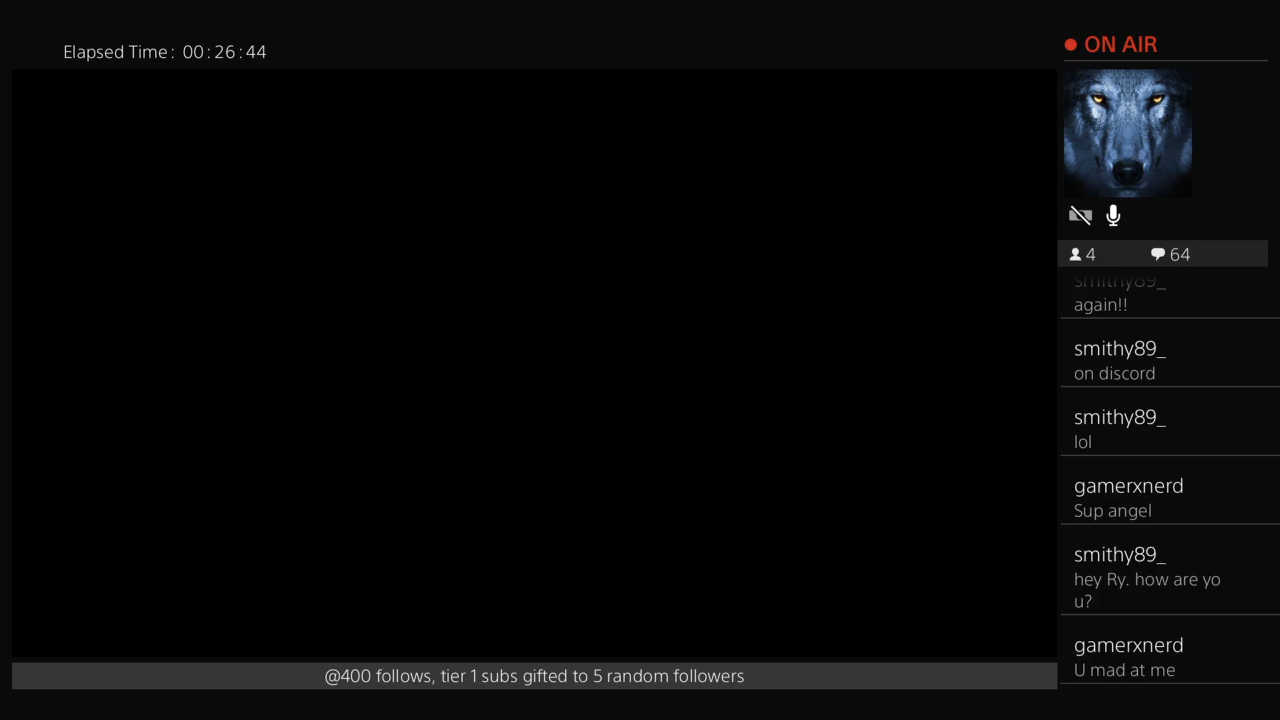 Elapsed Time: 00:26:44
ON AIR
4 64
smithy89_
again!!
smithy89_
on discord
smithy89_
lol
gamerxnerd
Sup angel
smithy89_
hey Ry. how are yo
u?
gamerxnerd
U mad at me
@400 follows, tier 1 subs gifted to 5 random followers